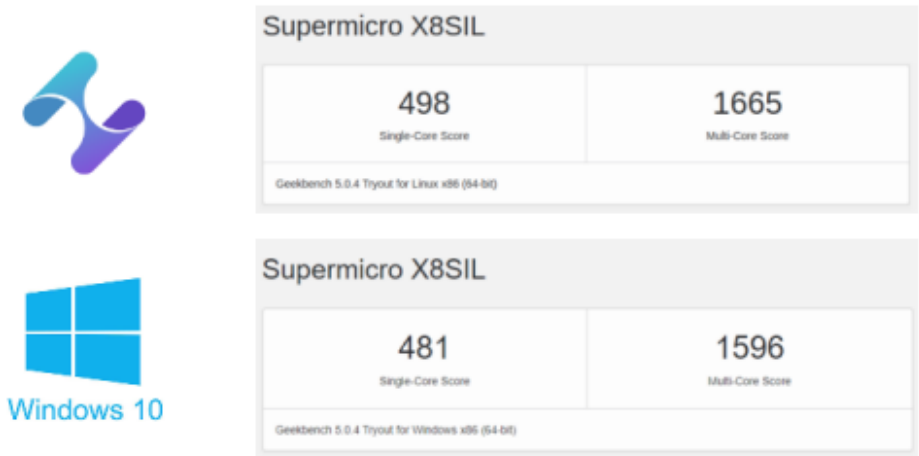 Supermicro X8SIL
498 1665
Single-Core Score Multi-Core Score
Geekbench 5.0.4 Tryout for Linux x86 (64-bit)
Supermicro X8SIL
481 1596
Single-Core Score Multi-Core Score
Windows 10
Geekbench 5.0.4 Tryout for Windows x86 (64-bit)